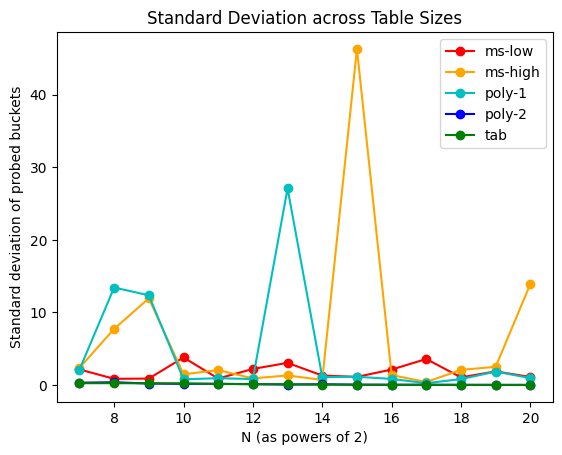 Standard Deviation across Table Sizes
Standard deviation of probed buckets
40
30
20
10
0
ms-low
ms-high
poly-1
poly-2
tab
8 10 12 14 16 18 20
N (as powers of 2)